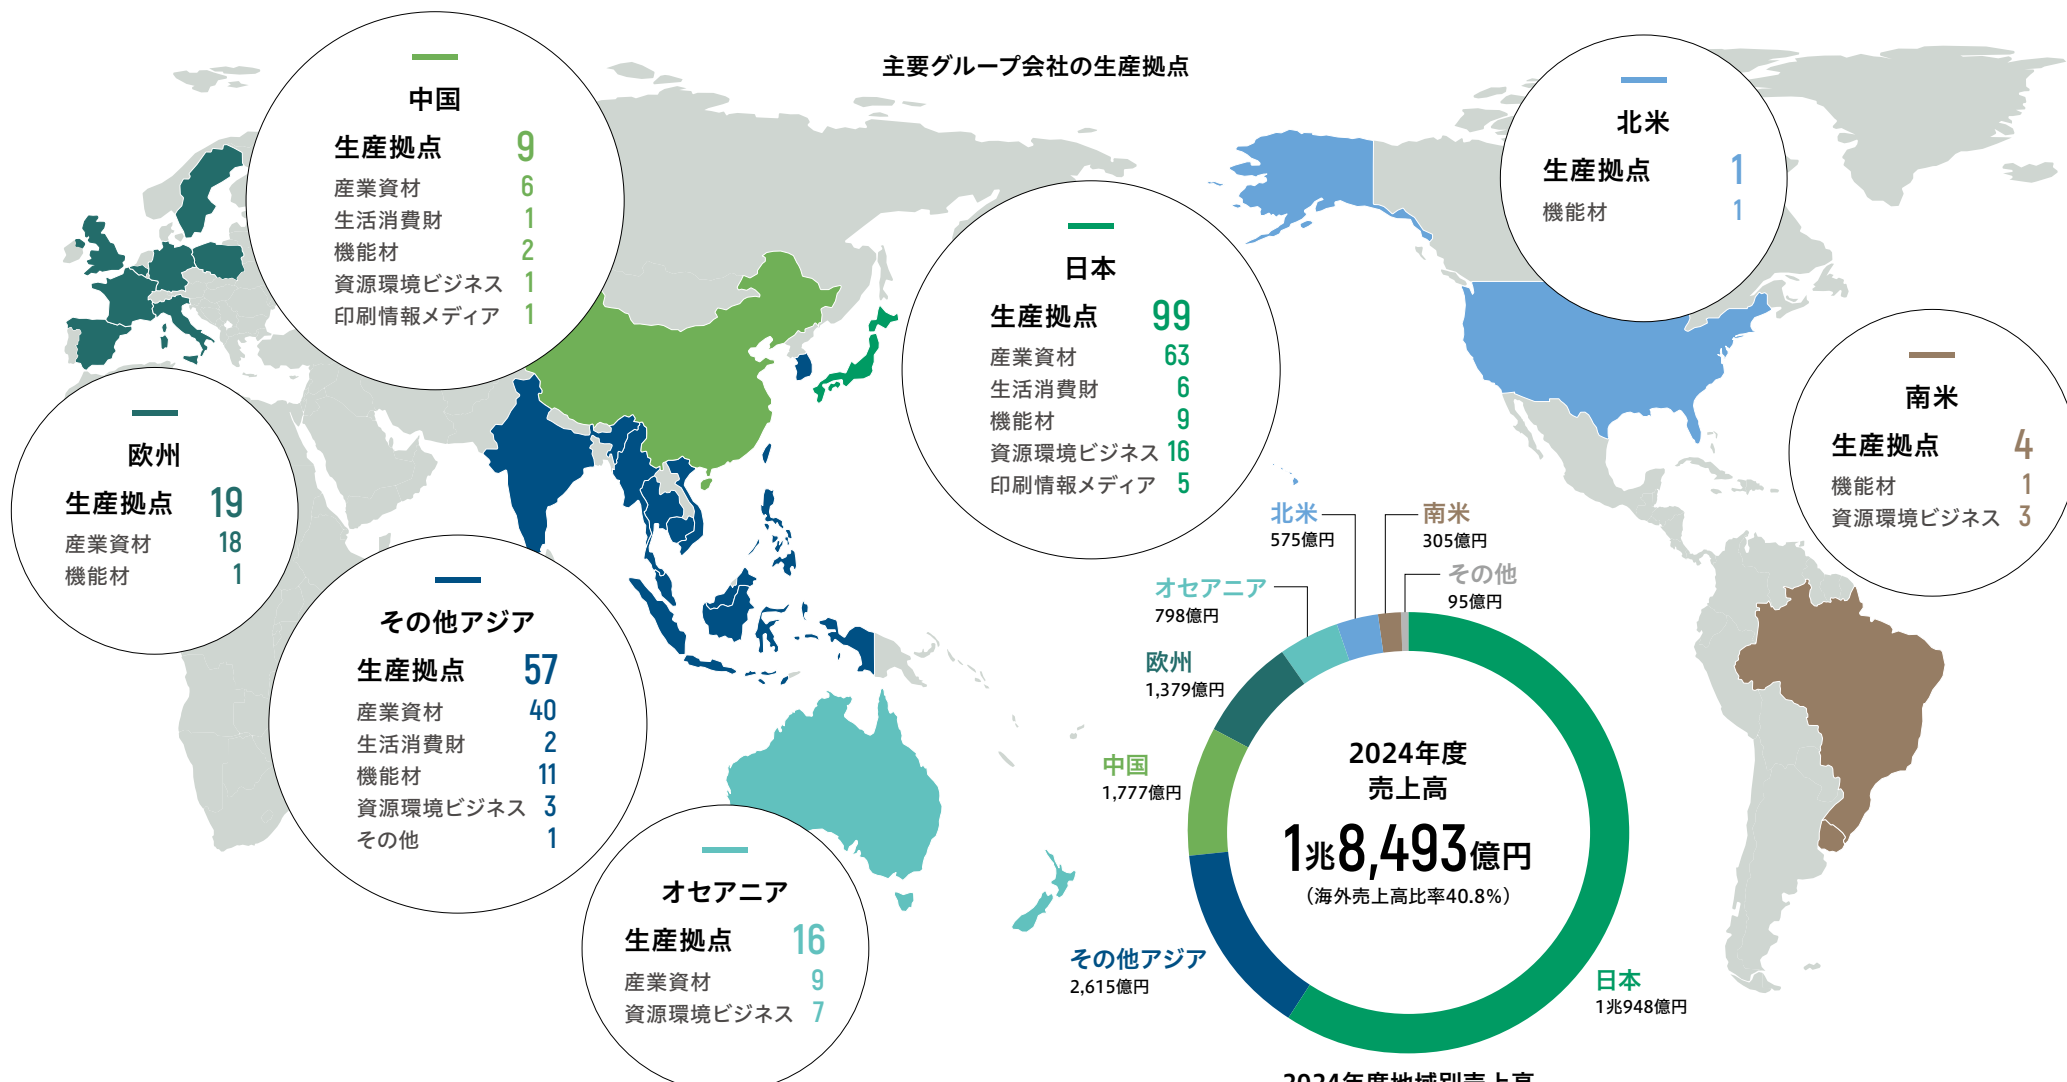 主要グループ会社の生産拠点
中国
生産拠点 9
産業資材 6
生活消費財 1
機能材 2
資源環境ビジネス 1
印刷情報メディア 1
北米
生産拠点 1
機能材 1
日本
生産拠点 99
産業資材 63
生活消費財 6
機能材 9
資源環境ビジネス 16
印刷情報メディア 5
南米
生産拠点 4
機能材 1
資源環境ビジネス 3
欧州
生産拠点 19
産業資材 18
機能材 1
その他アジア
生産拠点 57
産業資材 40
生活消費財 2
機能材 11
資源環境ビジネス 3
その他 1
オセアニア
生産拠点 16
産業資材 9
資源環境ビジネス 7
北米
575億円
南米
305億円
その他
95億円
オセアニア
798億円
欧州
1,379億円
中国
1,777億円
その他アジア
2,615億円
日本
1兆948億円
2024年度
売上高
1兆8,493億円
（海外売上高比率40.8%）
2024年度地域別売上高